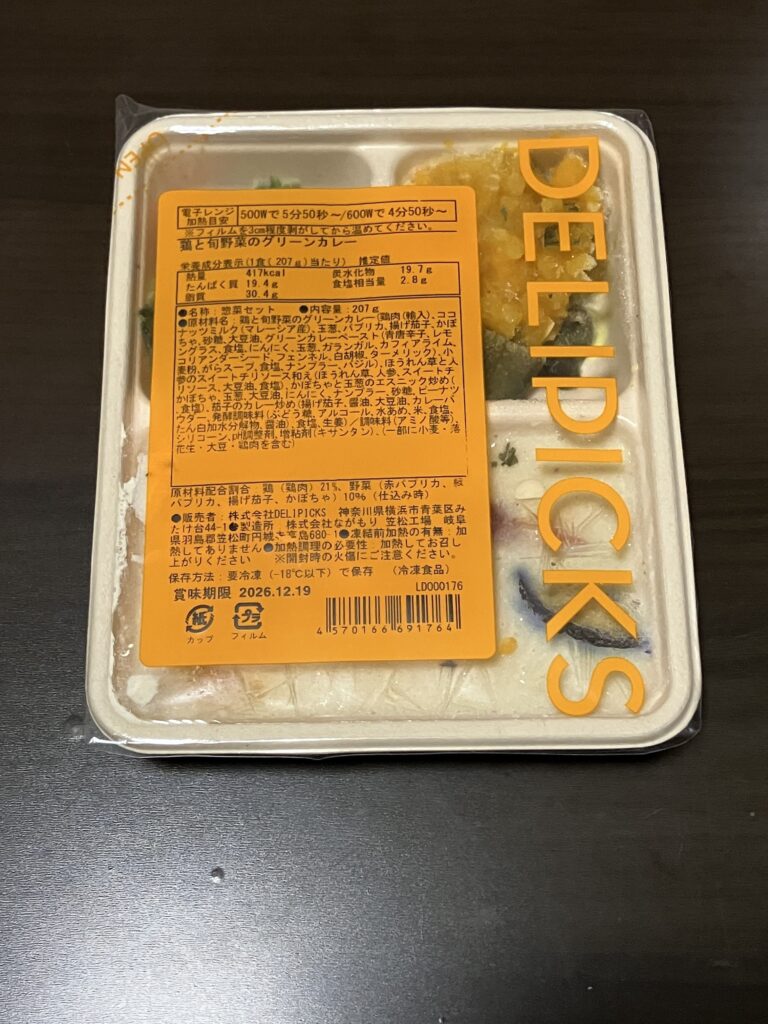 OPEN
DELIPICKS
電子レンジ
加熱目安
500Wで 5分50秒～/600W で 4分50秒～
※フィルムを3cm程度剥がしてから温めてください。
鶏と旬野菜のグリーンカレー
栄養成分表示(1食( 207g)当たり) 推定値
熱量 417kcal 炭水化物 19.7g
たんぱく質 19.4g 食塩相当量 2.8g
脂質 30.4g
●名称:惣菜セット ●内容量:207g
●原材料名:鶏と旬野菜のグリーンカレー(鶏肉(輸入)、ココ
ナッツミルク(マレーシア産)、玉葱、パプリカ、揚げ茄子、かぼ
ちゃ、砂糖、大豆油、グリーンカレーペースト(青唐辛子、レモ
ングラス、食塩、にんにく、玉葱、ガランガル、カフィアライム、
コリアンダーシード、フェンネル、白胡椒、ターメリック)、小
麦粉、がらスープ、食塩、ナンプラー、バジル)、ほうれん草と人
参のスイートチリソース和え(ほうれん草、人参、スイートチ
リソース、大豆油、食塩)、かぼちゃと玉葱のエスニック炒め(
かぼちゃ、玉葱、大豆油、にんにく、ナンプラー、砂糖、ピーナツ
、食塩)、茄子のカレー炒め(揚げ茄子、醤油、大豆油、カレーパ
ウダー、発酵調味料(ぶどう糖、アルコール、水あめ、米、食塩、
たん白加水分解物、醤油)、食塩、生姜)／調味料(アミノ酸等)、
シリコーン、pH調整剤、増粘剤(キサンタン)、(一部に小麦・落
花生・大豆・鶏肉を含む)
原材料配合割合 鶏(鶏肉)21%、野菜(赤パプリカ、
パプリカ、揚げ茄子、かぼちゃ)10%(仕込み時)
●販売者:株式会社DELIPICKS 神奈川県横浜市青葉区み
たけ台44-1●製造所 株式会社ながもり 笠松工場 岐阜
県羽島郡笠松町円城寺 680-1●凍結前加熱の有無:加
熱してありません●加熱調理の必要性:加熱してお召し
上がりください ※開封時の火傷にご注意ください。
保存方法:要冷凍(-18℃以下)で保存 (冷凍食品)
賞味期限 2026.12.19
LD000176
紙
カップ
プラ
フィルム
4 570166 691764